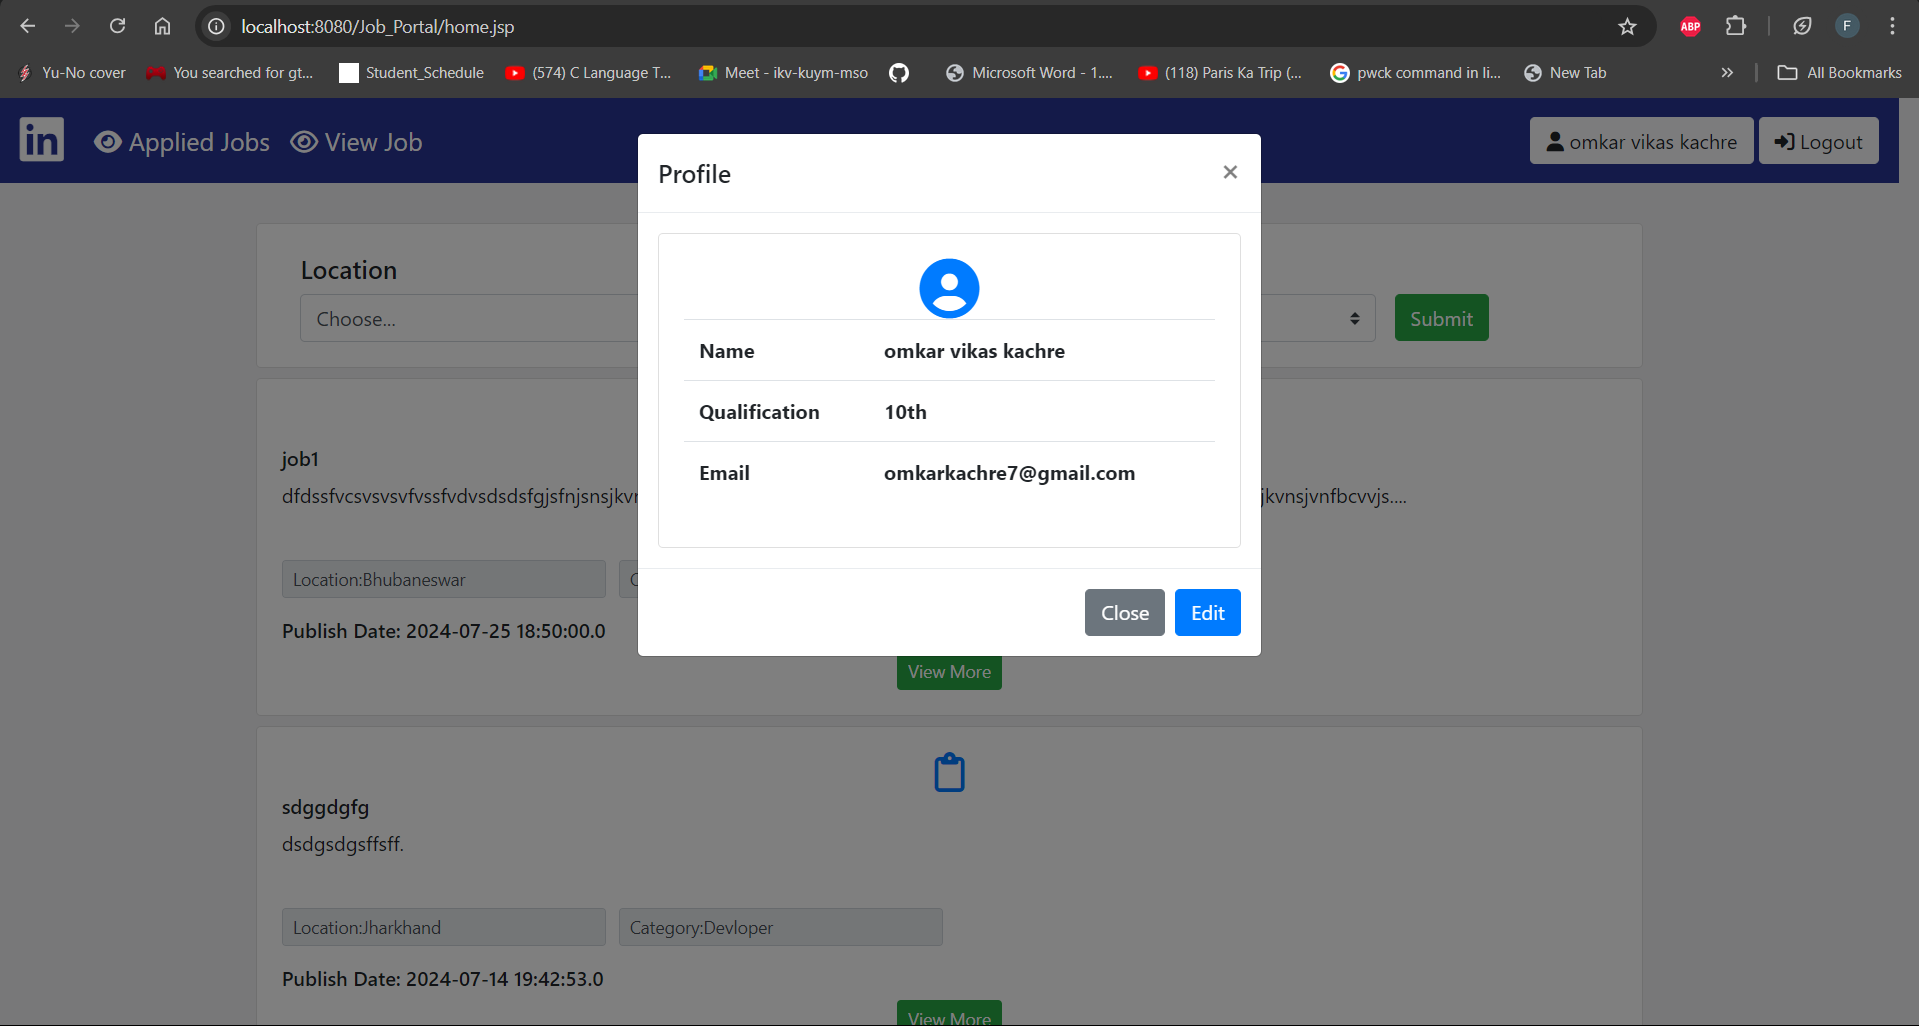 localhost:8080/Job_Portal/home.jsp
ABP
F
Yu-No cover
You searched for gt...
Student_Schedule
(574) C Language T...
Meet - ikv-kuym-mso
Microsoft Word - 1....
(118) Paris Ka Trip (...
pwck command in li...
New Tab
All Bookmarks
in
Applied Jobs
View Job
omkar vikas kachre
Logout
Profile
×
Location
Choose...
Submit
Name
omkar vikas kachre
Qualification
10th
Email
omkarkachre7@gmail.com
Close
Edit
job1
jkvnsjvnfbcvvjs....
Location:Bhubaneswar
Publish Date: 2024-07-25 18:50:00.0
View More
sdggdgfg
dsdgsdgsffsff.
Location:Jharkhand
Category:Devloper
Publish Date: 2024-07-14 19:42:53.0
View More